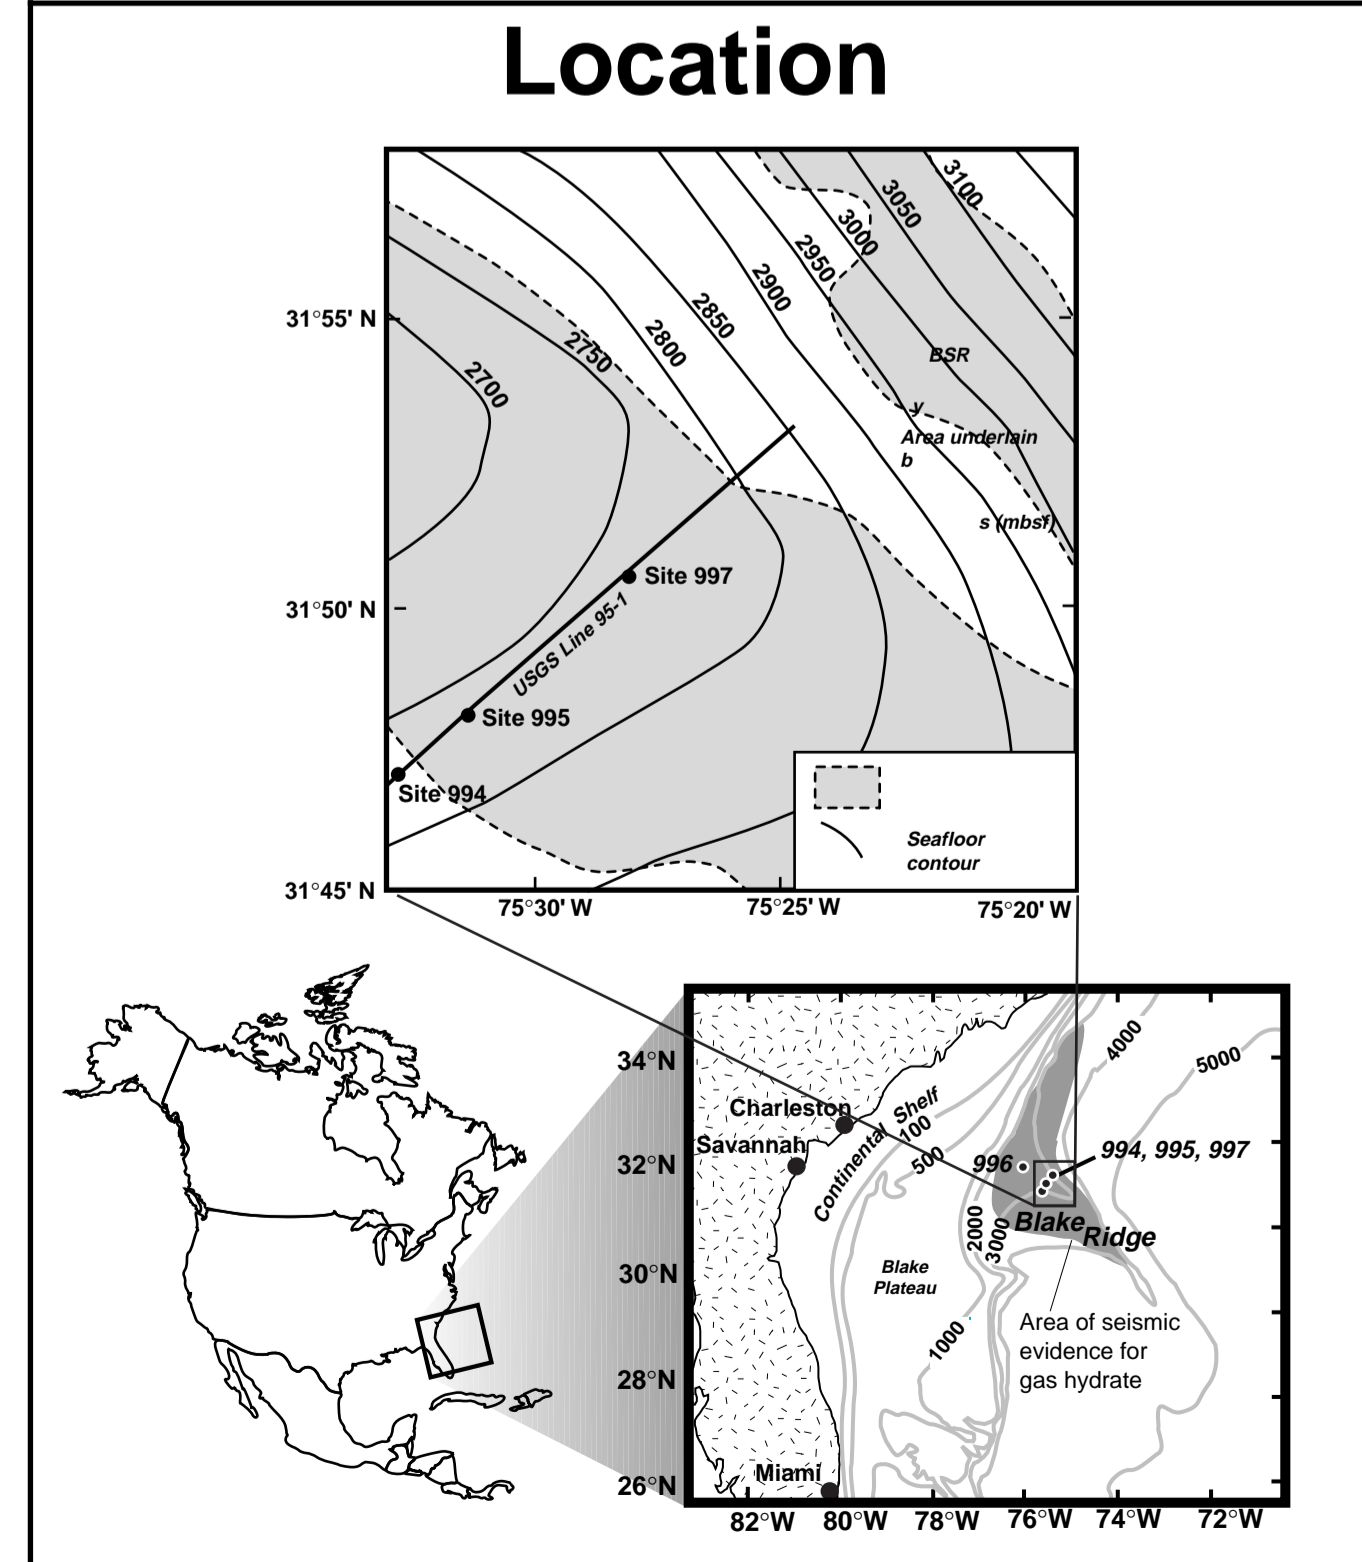 Location
3100
3050
3000
2950
2900
2850
2800
2750
2700
31°55' N
BSR
y
Area underlain
b
s (mbsf)
Site 997
31°50' N
USGS Line 95-1
Site 995
Site 994
Seafloor
contour
31°45' N
75°30' W
75°25' W
75°20' W
34°N
32°N
30°N
28°N
26°N
4000
5000
Charleston
Savannah
Continental Shelf
100
500
996
994, 995, 997
2000
3000
Blake Ridge
Blake
Plateau
1000
Area of seismic
evidence for
gas hydrate
Miami
82°W
80°W
78°W
76°W
74°W
72°W